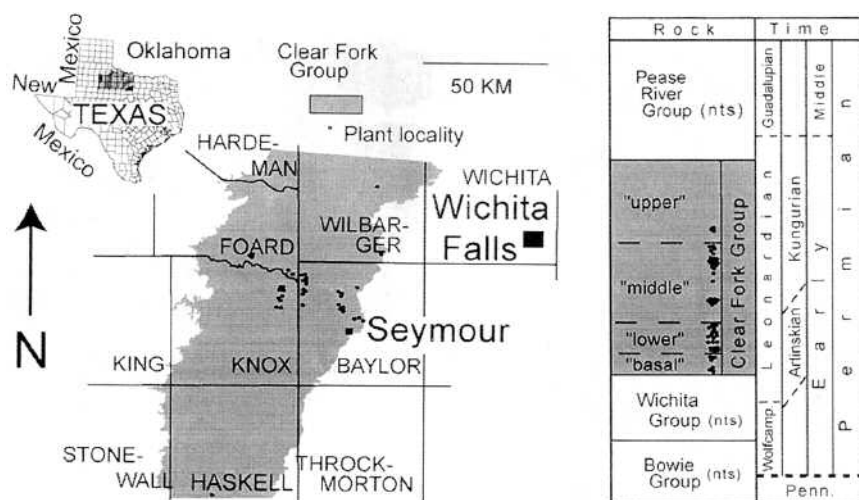 Mexico
Oklahoma
New
TEXAS
Mexico
Clear Fork
Group
50 KM
Plant locality
HARDE-
MAN
WICHITA
Wichita
Falls
WILBAR-
GER
FOARD
N
Seymour
KING
KNOX
BAYLOR
STONE-
WALL
HASKELL
THROCK-
MORTON
Rock
Time
Pease
River
Group (nts)
"upper"
"middle"
"lower"
"basal"
Clear Fork Group
Wichita
Group (nts)
Bowie
Group (nts)
Guadalupian
Leonardian
Wolfcamp.
Kungurian
Artinskian
Middle
Early
Permian
Penn.